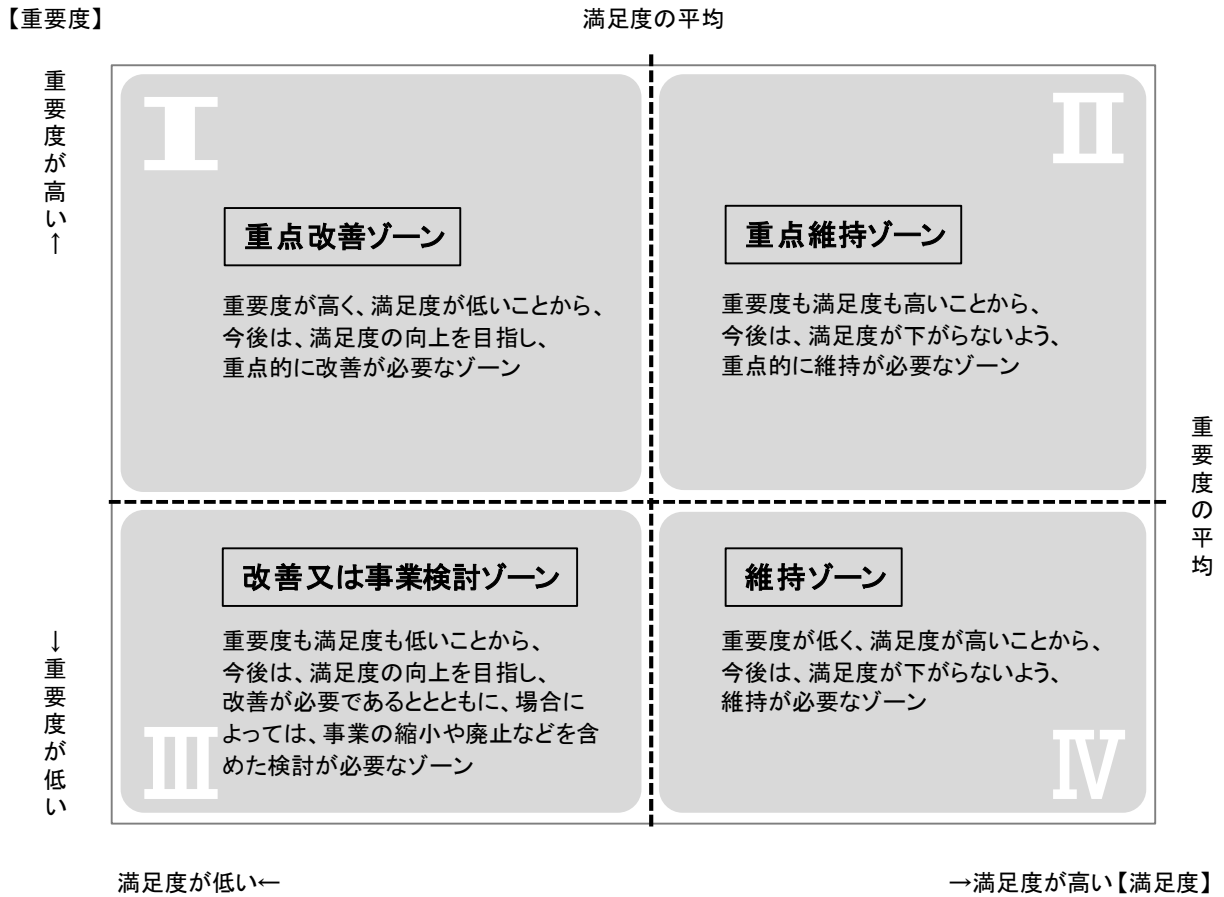 【重要度】
満足度の平均
重要度が高い↑
Ⅰ
重点改善ゾーン
重要度が高く、満足度が低いことから、
今後は、満足度の向上を目指し、
重点的に改善が必要なゾーン
Ⅱ
重点維持ゾーン
重要度も満足度も高いことから、
今後は、満足度が下がらないよう、
重点的に維持が必要なゾーン
重要度の平均
↓重要度が低い
改善又は事業検討ゾーン
重要度も満足度も低いことから、
今後は、満足度の向上を目指し、
改善が必要であるととともに、場合に
よっては、事業の縮小や廃止などを含
めた検討が必要なゾーン
Ⅲ
維持ゾーン
重要度が低く、満足度が高いことから、
今後は、満足度が下がらないよう、
維持が必要なゾーン
Ⅳ
満足度が低い←
→満足度が高い【満足度】